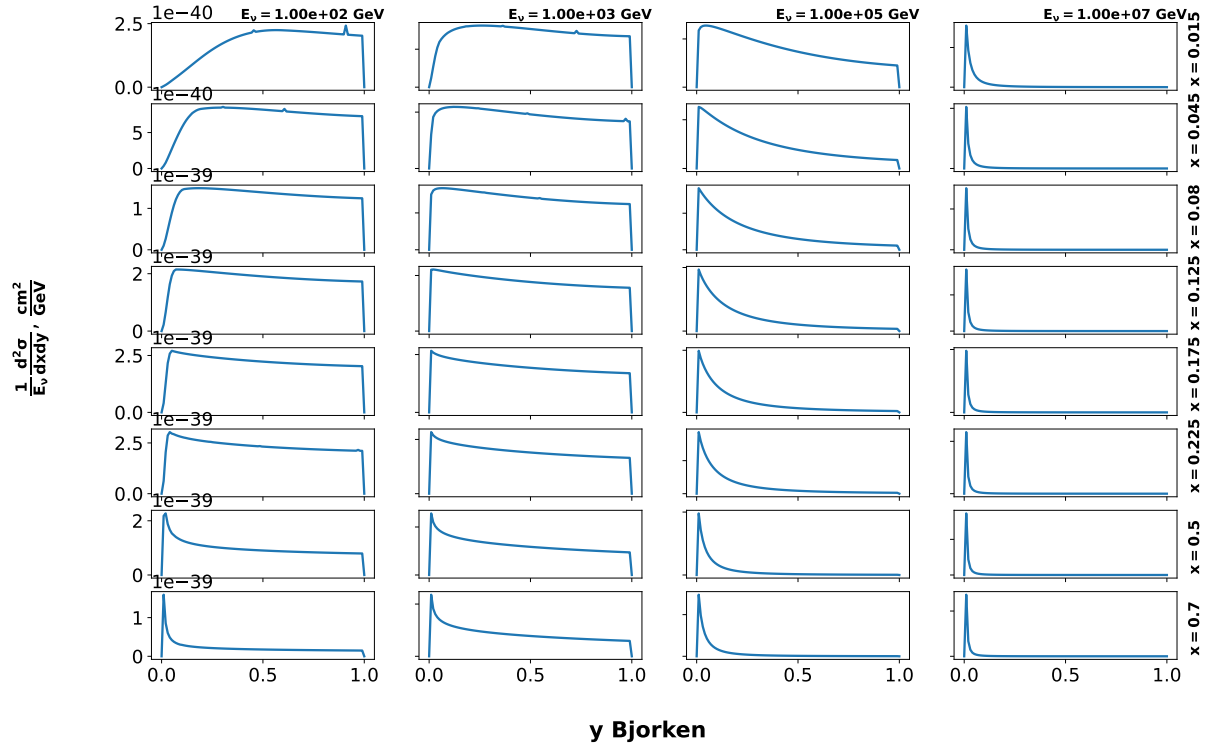 1e−40 E_ν = 1.00e+02 GeV E_ν = 1.00e+03 GeV E_ν = 1.00e+05 GeV E_ν = 1.00e+07 GeV
2.5
0.0
x = 0.015
1e−40
5
0
x = 0.045
1e−39
1
0
x = 0.08
1e−39
2
0
x = 0.125
1e−39
2.5
0.0
x = 0.175
1e−39
2.5
0.0
x = 0.225
1e−39
2
0
x = 0.5
1e−39
1
0
x = 0.7
0.0 0.5 1.0 0.0 0.5 1.0 0.0 0.5 1.0 0.0 0.5 1.0
1/E_ν d²σ/dxdy, cm²/GeV
y Bjorken